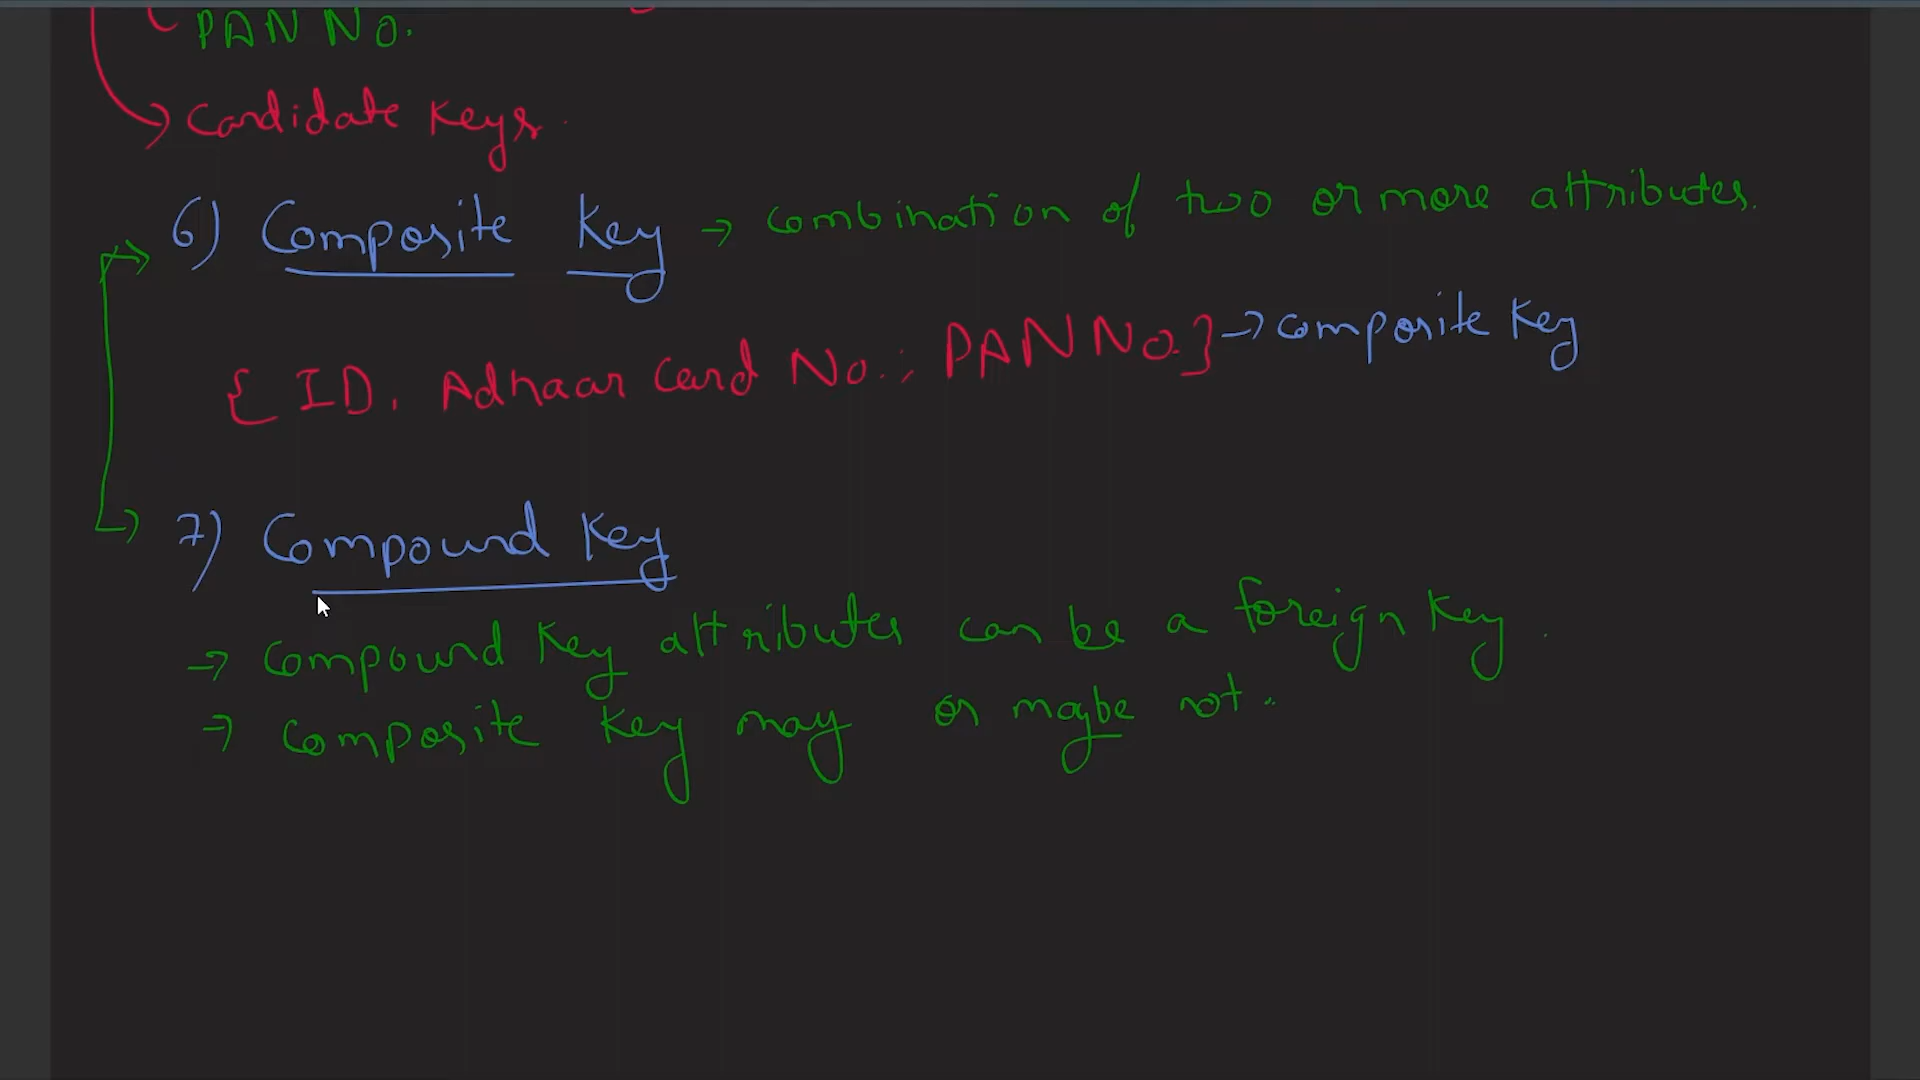 PAN No.
→ Candidate Keys.
6) Composite Key → combination of two or more attributes.
{ ID, Adhaar Card No., PAN No. } → composite key
7) Compound Key
→ Compound Key attributes can be a foreign key.
→ composite key may or maybe not.